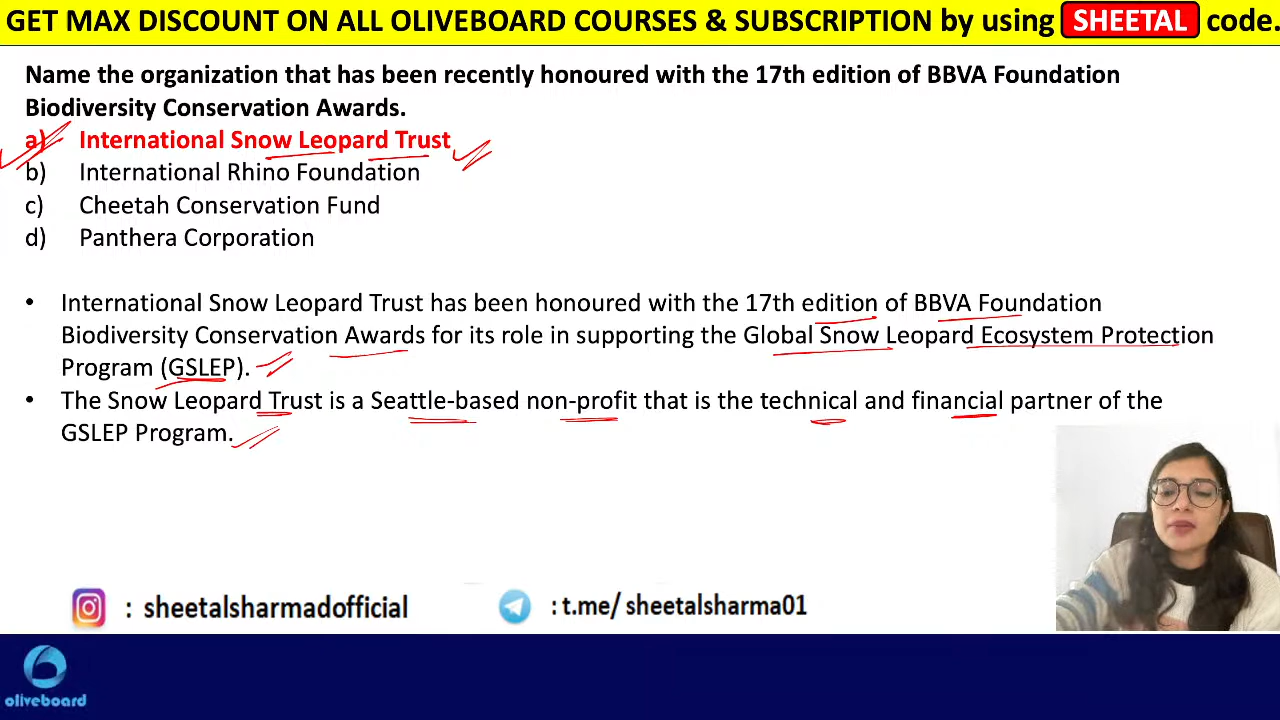 GET MAX DISCOUNT ON ALL OLIVEBOARD COURSES & SUBSCRIPTION by using SHEETAL code.
Name the organization that has been recently honoured with the 17th edition of BBVA Foundation
Biodiversity Conservation Awards.
a) International Snow Leopard Trust
b) International Rhino Foundation
c) Cheetah Conservation Fund
d) Panthera Corporation
• International Snow Leopard Trust has been honoured with the 17th edition of BBVA Foundation
Biodiversity Conservation Awards for its role in supporting the Global Snow Leopard Ecosystem Protection
Program (GSLEP).
• The Snow Leopard Trust is a Seattle-based non-profit that is the technical and financial partner of the
GSLEP Program.
: sheetalsharmadofficial
: t.me/ sheetalsharma01
oliveboard